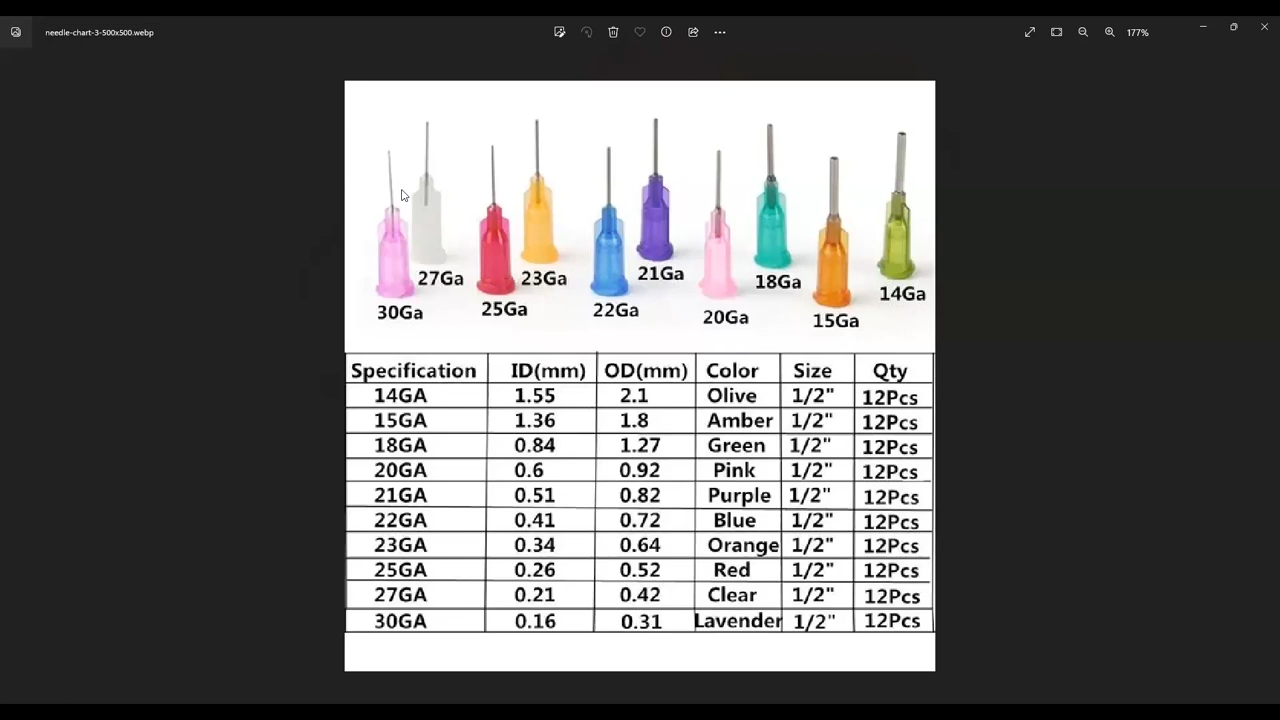 needle-chart-3-500x500.webp
177%
27Ga
23Ga
21Ga
18Ga
14Ga
30Ga
25Ga
22Ga
20Ga
15Ga
Specification ID(mm) OD(mm) Color Size Qty
14GA 1.55 2.1 Olive 1/2" 12Pcs
15GA 1.36 1.8 Amber 1/2" 12Pcs
18GA 0.84 1.27 Green 1/2" 12Pcs
20GA 0.6 0.92 Pink 1/2" 12Pcs
21GA 0.51 0.82 Purple 1/2" 12Pcs
22GA 0.41 0.72 Blue 1/2" 12Pcs
23GA 0.34 0.64 Orange 1/2" 12Pcs
25GA 0.26 0.52 Red 1/2" 12Pcs
27GA 0.21 0.42 Clear 1/2" 12Pcs
30GA 0.16 0.31 Lavender 1/2" 12Pcs